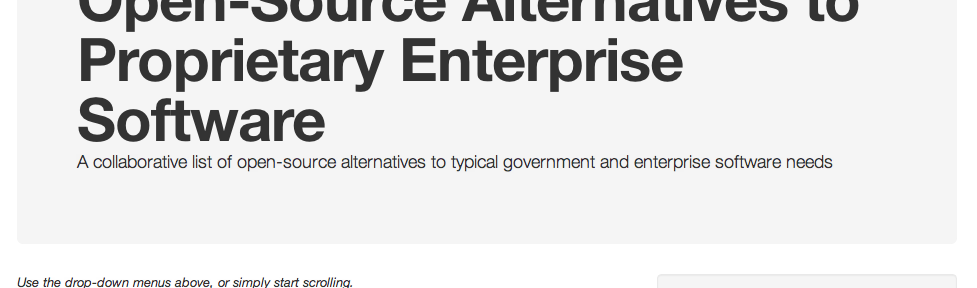 Open-Source Alternatives to
Proprietary Enterprise
Software
A collaborative list of open-source alternatives to typical government and enterprise software needs
Use the drop-down menus above, or simply start scrolling.